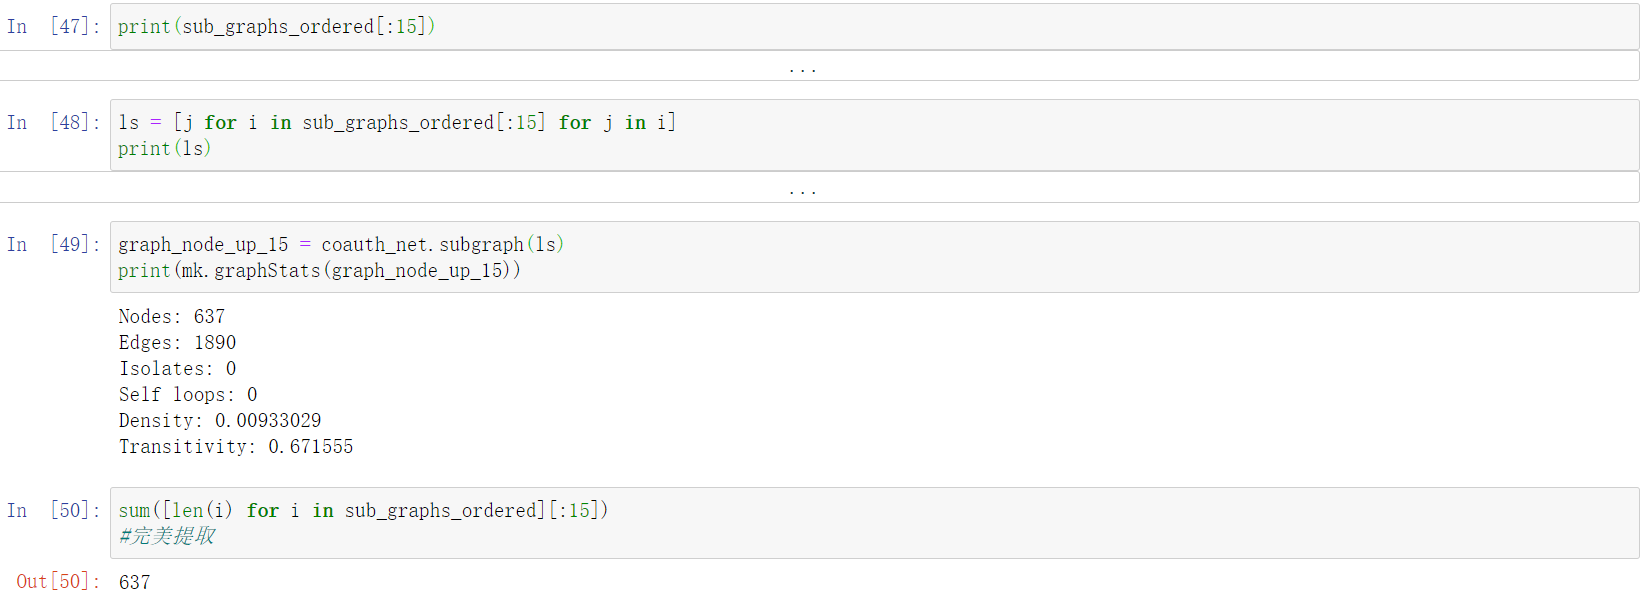 In [47]: print(sub_graphs_ordered[:15])
...
In [48]: ls = [j for i in sub_graphs_ordered[:15] for j in i]
print(ls)
...
In [49]: graph_node_up_15 = coauth_net.subgraph(ls)
print(mk.graphStats(graph_node_up_15))
Nodes: 637
Edges: 1890
Isolates: 0
Self loops: 0
Density: 0.00933029
Transitivity: 0.671555
In [50]: sum([len(i) for i in sub_graphs_ordered][:15])
#完美提取
Out[50]: 637